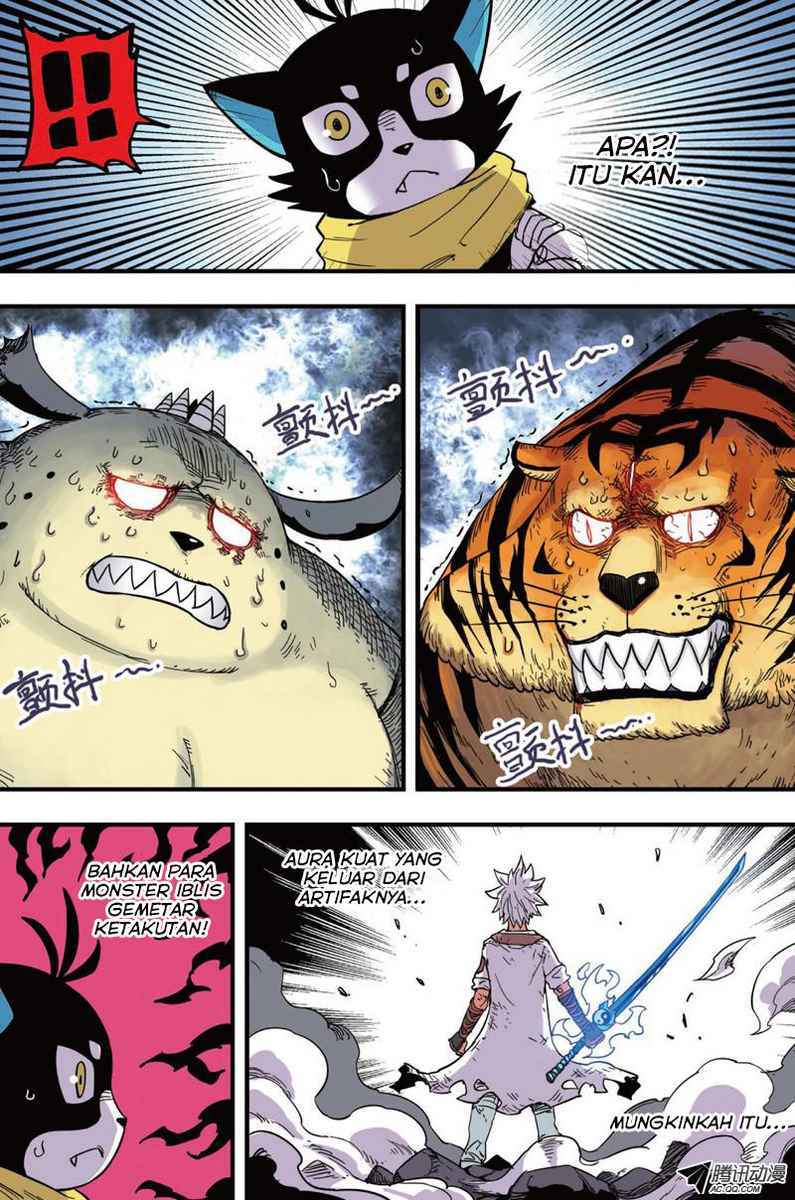 !!
APA?!
ITU KAN...
颤抖~
颤抖~
颤抖~
颤抖~
BAHKAN PARA
MONSTER IBLIS
GEMETAR
KETAKUTAN!
AURA KUAT YANG
KELUAR DARI
ARTIFAKNYA...
MUNGKINKAH ITU...
腾讯动漫
AC.QQ.COM